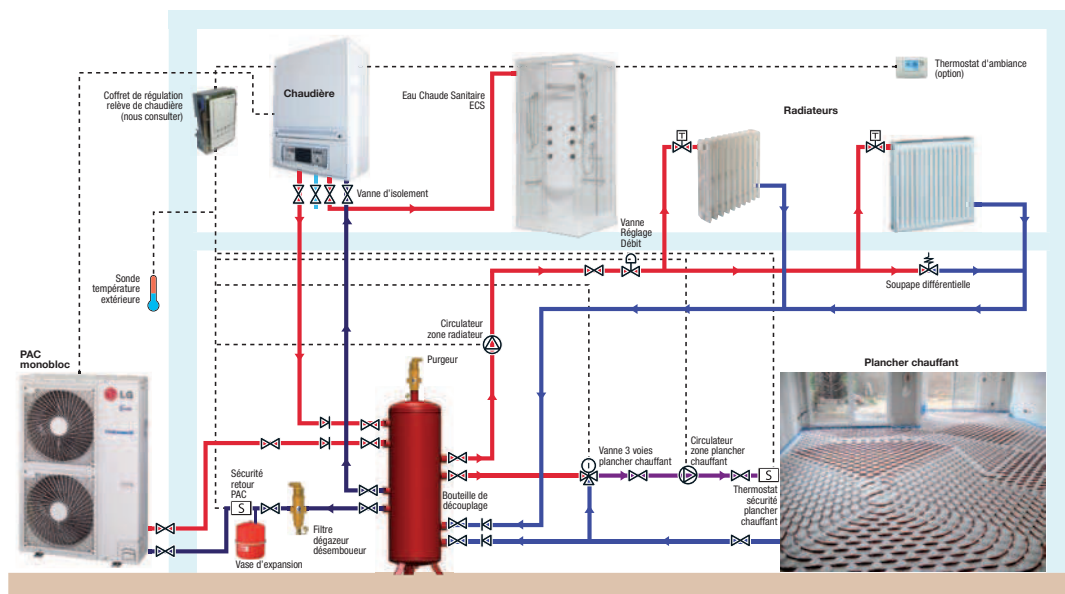 Coffret de régulation
relève de chaudière
(nous consulter)
Chaudière
Eau Chaude Sanitaire
ECS
Thermostat d'ambiance
(option)
Radiateurs
T
T
Vanne d'isolement
Vanne
Réglage
Débit
Sonde
température
extérieure
Soupape différentielle
Circulateur
zone radiateur
PAC
monobloc
Purgeur
Plancher chauffant
LG
Vanne 3 voies
plancher chauffant
Circulateur
zone plancher
chauffant
Sécurité
retour
PAC
S
S
Bouteille de
découplage
Thermostat
sécurité
plancher
chauffant
Filtre
dégazeur
désemboueur
Vase d'expansion